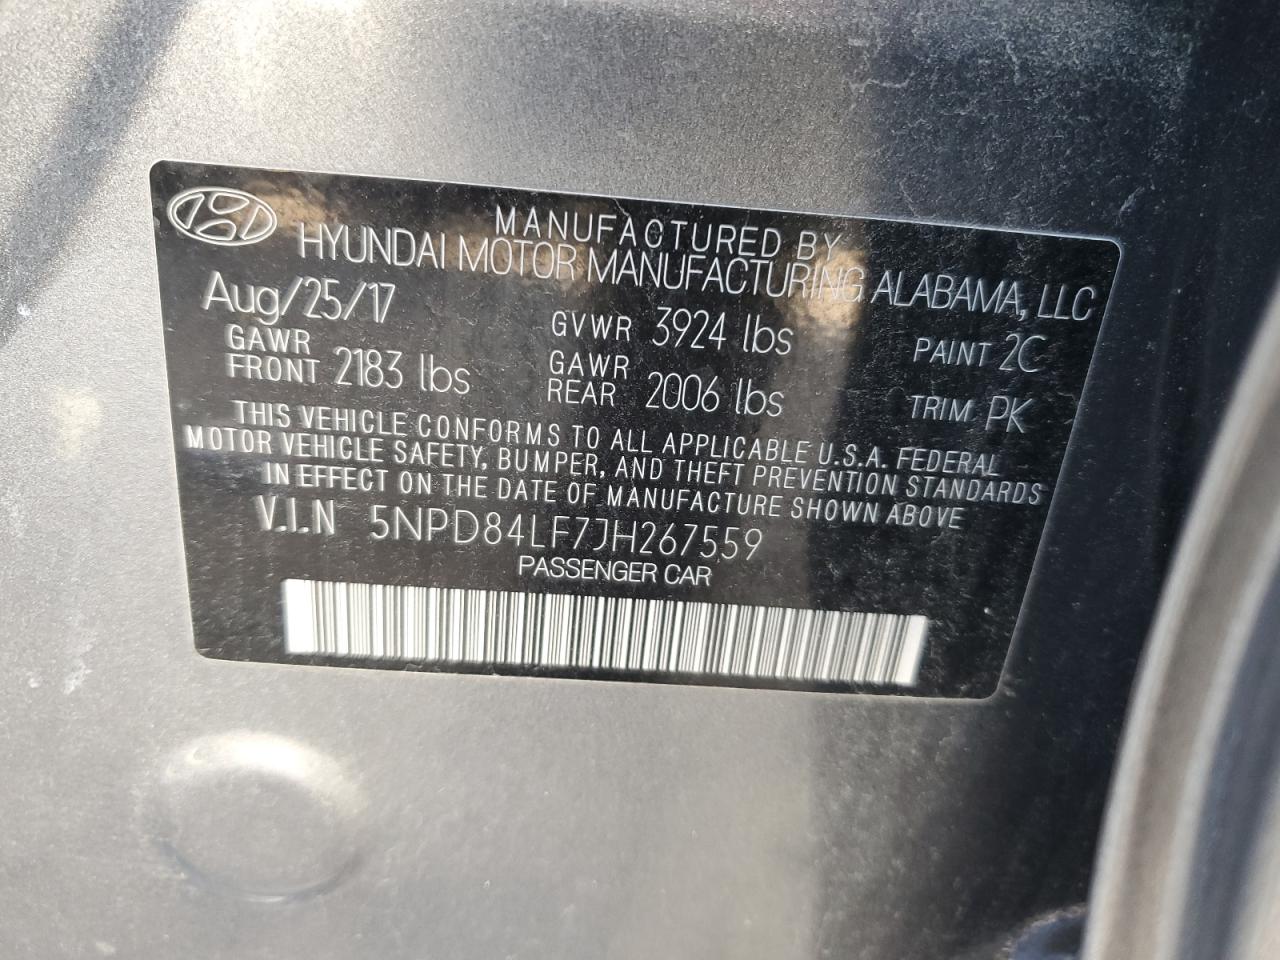 MANUFACTURED BY
HYUNDAI MOTOR MANUFACTURING ALABAMA, LLC
Aug/25/17 GVWR 3924 lbs PAINT 2C
GAWR FRONT 2183 lbs GAWR REAR 2006 lbs TRIM PK
THIS VEHICLE CONFORMS TO ALL APPLICABLE U.S.A. FEDERAL
MOTOR VEHICLE SAFETY, BUMPER, AND THEFT PREVENTION STANDARDS
IN EFFECT ON THE DATE OF MANUFACTURE SHOWN ABOVE
V.I.N 5NPD84LF7JH267559
PASSENGER CAR